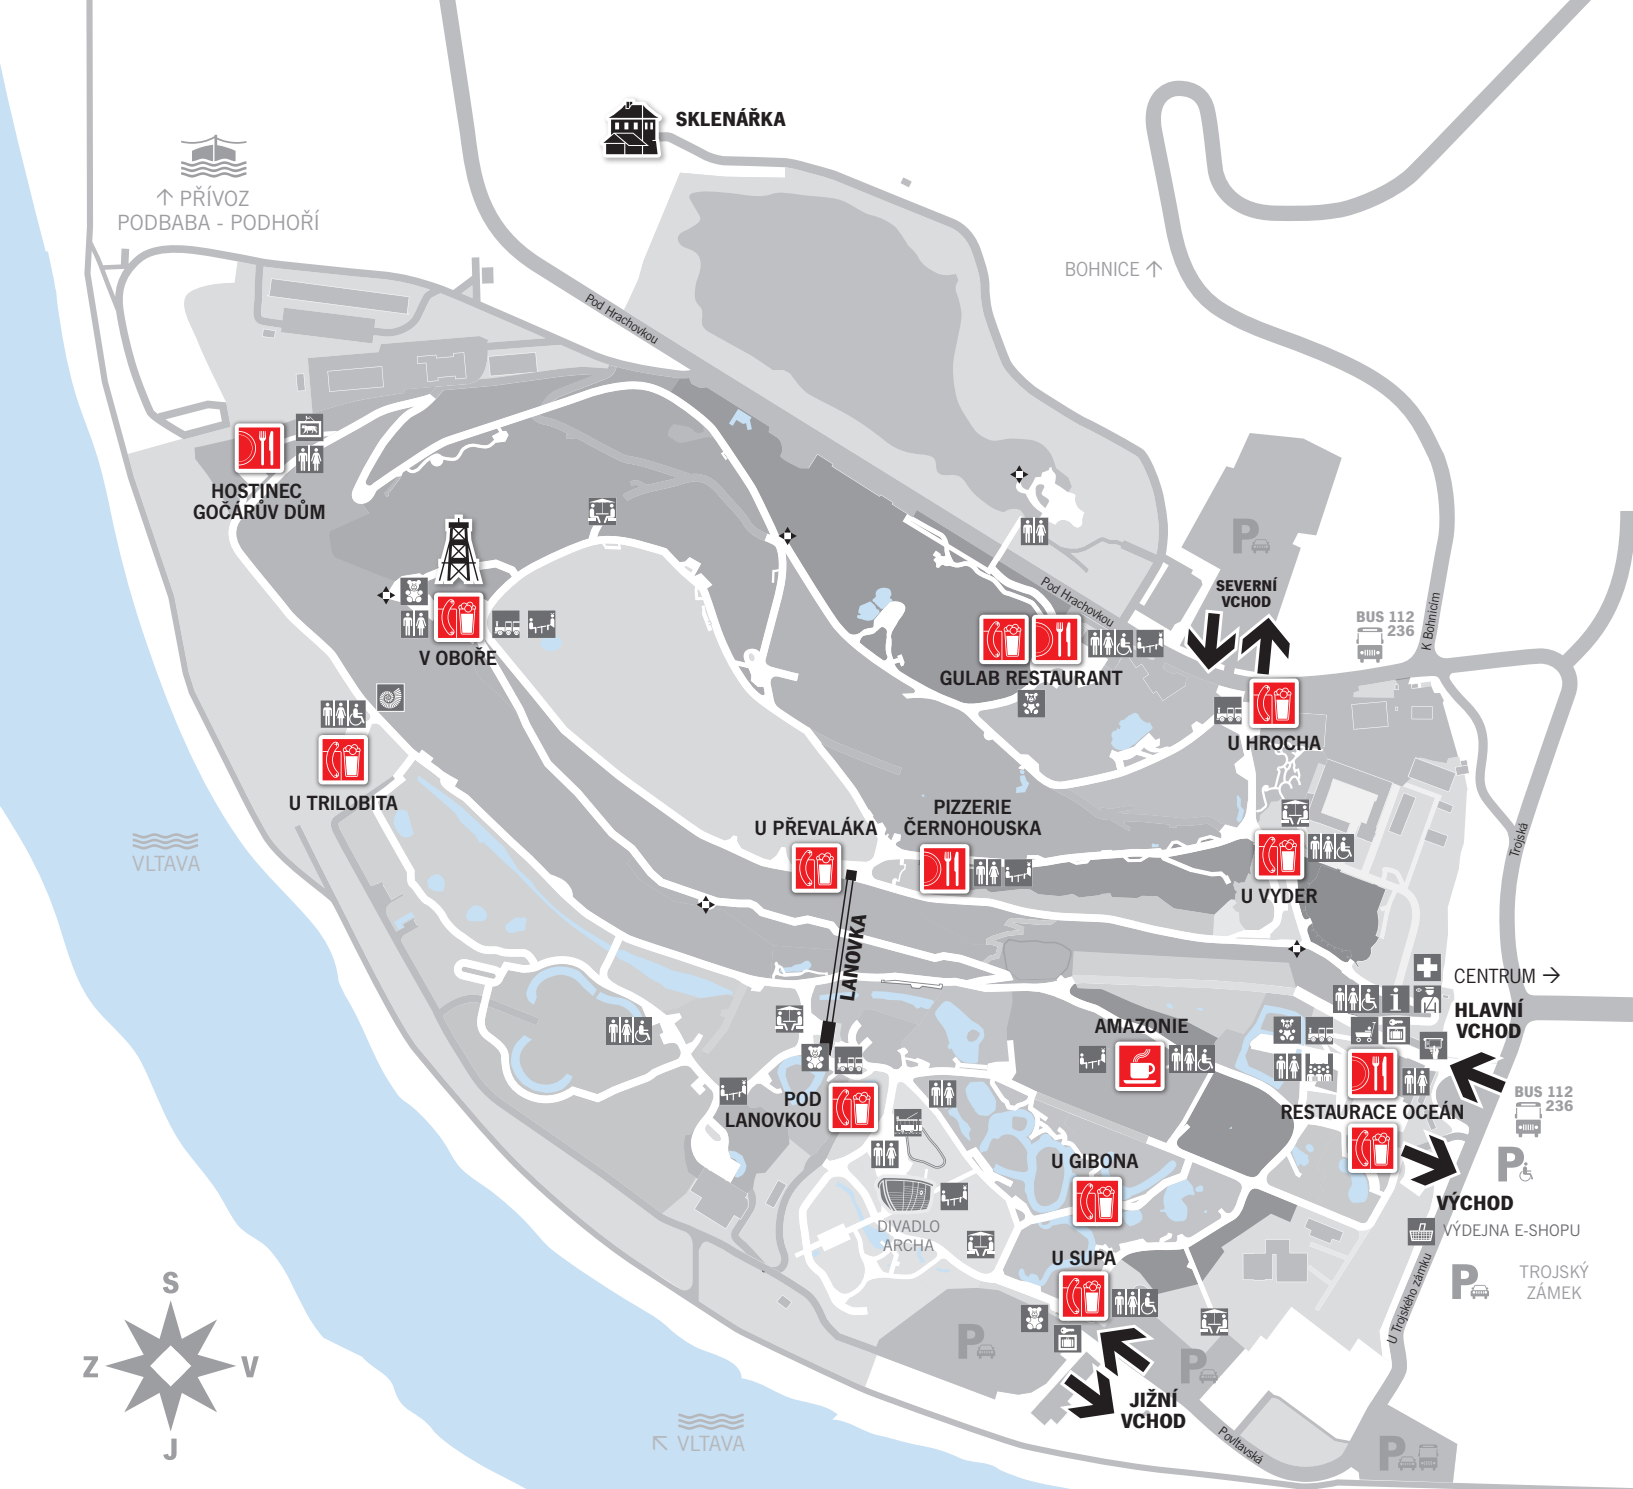 SKLENÁŘKA
↑ PŘÍVOZ
PODBABA - PODHOŘÍ
BOHNICE ↑
Pod Hrachovkou
HOSTINEC
GOČÁRŮV DŮM
P
Pod Hrachovkou
SEVERNÍ
VCHOD
K Bohnicím
BUS 112
236
V OBOŘE
GULAB RESTAURANT
U HROCHA
U TRILOBITA
PIZZERIE
ČERNOHOUSKA
U PŘEVALÁKA
Trojská
VLTAVA
U VYDER
LANOVKA
CENTRUM →
HLAVNÍ
VCHOD
i
AMAZONIE
POD
LANOVKOU
RESTAURACE OCEÁN
BUS 112
236
P
U GIBONA
VÝCHOD
VÝDEJNA E-SHOPU
DIVADLO
ARCHA
U SUPA
P
TROJSKÝ
ZÁMEK
U Trojského zámku
S
Z
V
J
P
P
JIŽNÍ
VCHOD
Povltavská
↖ VLTAVA
P